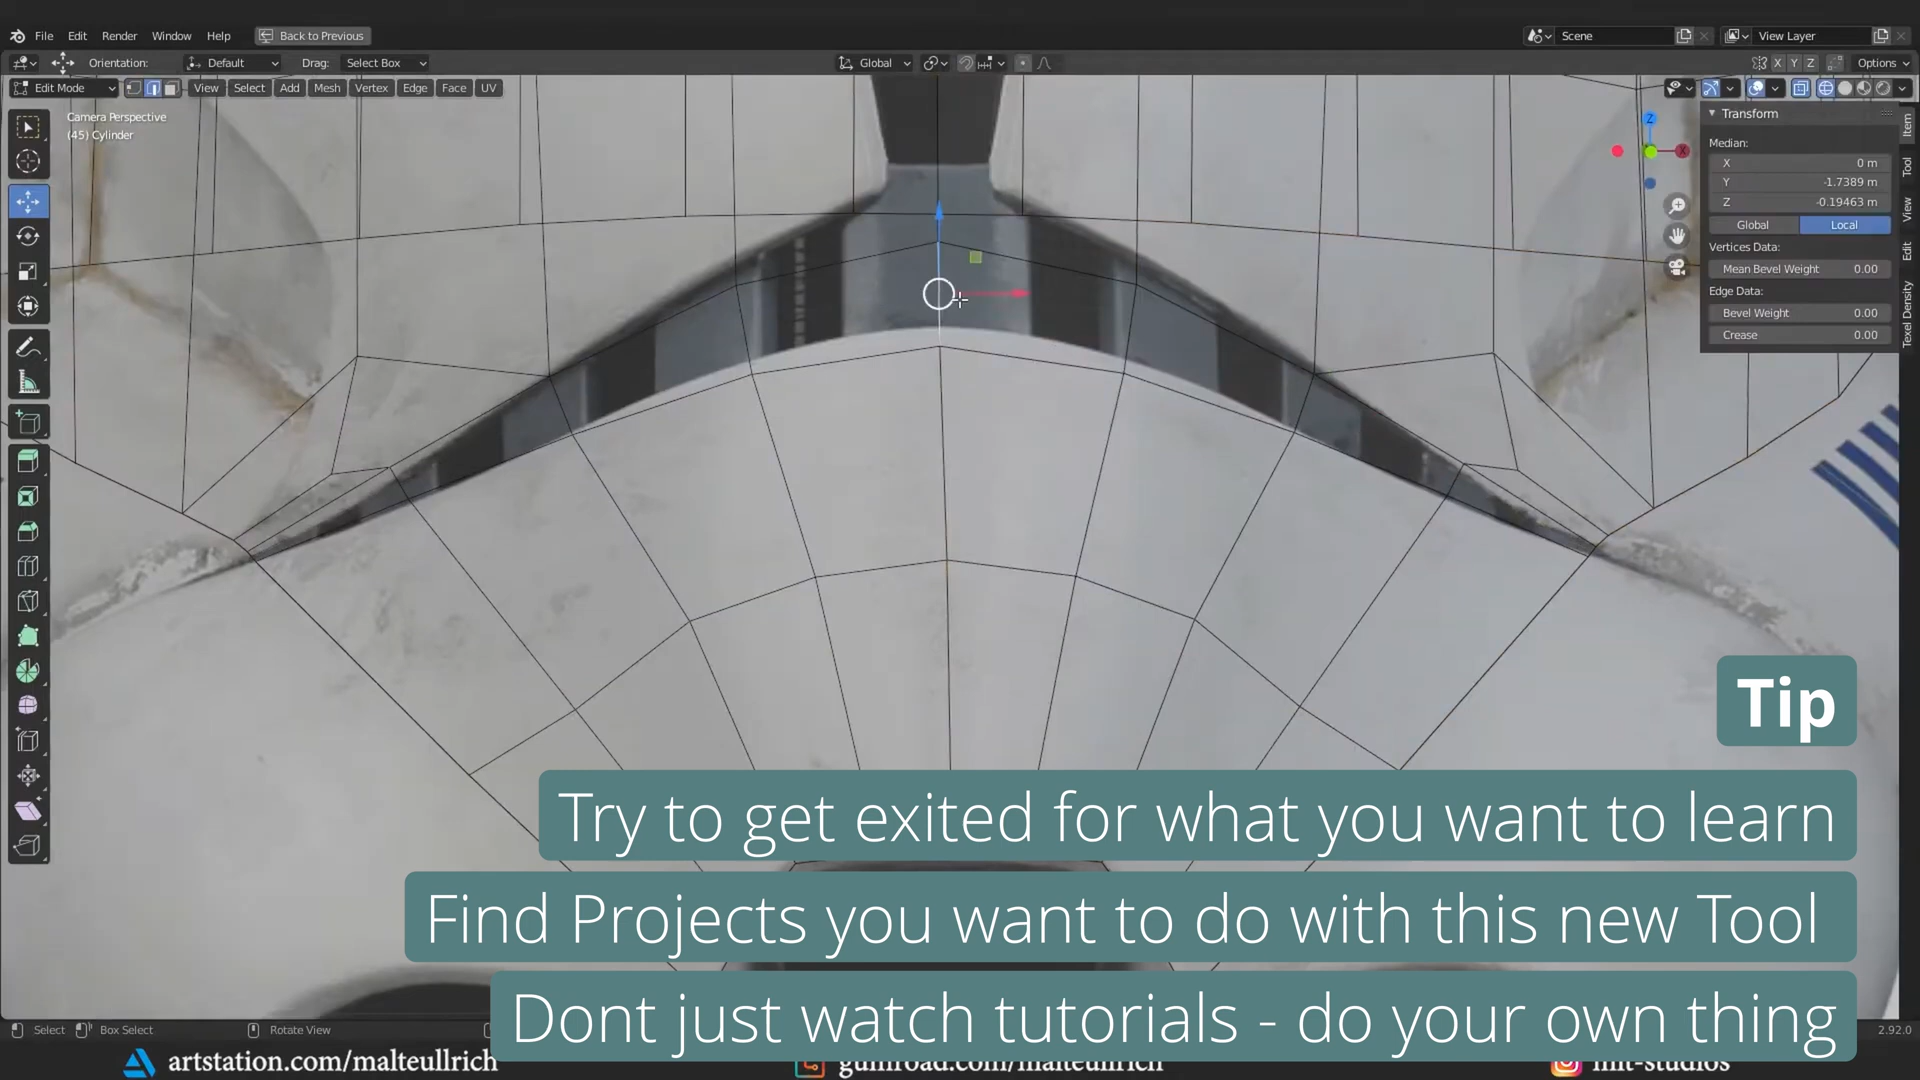 File Edit Render Window Help Back to Previous Scene View Layer
Orientation: Default Drag: Select Box Global X Y Z Options
Edit Mode View Select Add Mesh Vertex Edge Face UV
Camera Perspective
(45) Cylinder
Z
X
Transform
Median:
X 0 m
Y -1.7389 m
Z -0.19463 m
Global Local
Vertices Data:
Mean Bevel Weight 0.00
Edge Data:
Bevel Weight 0.00
Crease 0.00
Item
Tool
View
Edit
Texel Density
Tip
Try to get exited for what you want to learn
Find Projects you want to do with this new Tool
Dont just watch tutorials - do your own thing
Select Box Select Rotate View 2.92.0
artstation.com/malteullrich gumroad.com/malteullrich mlt-studios